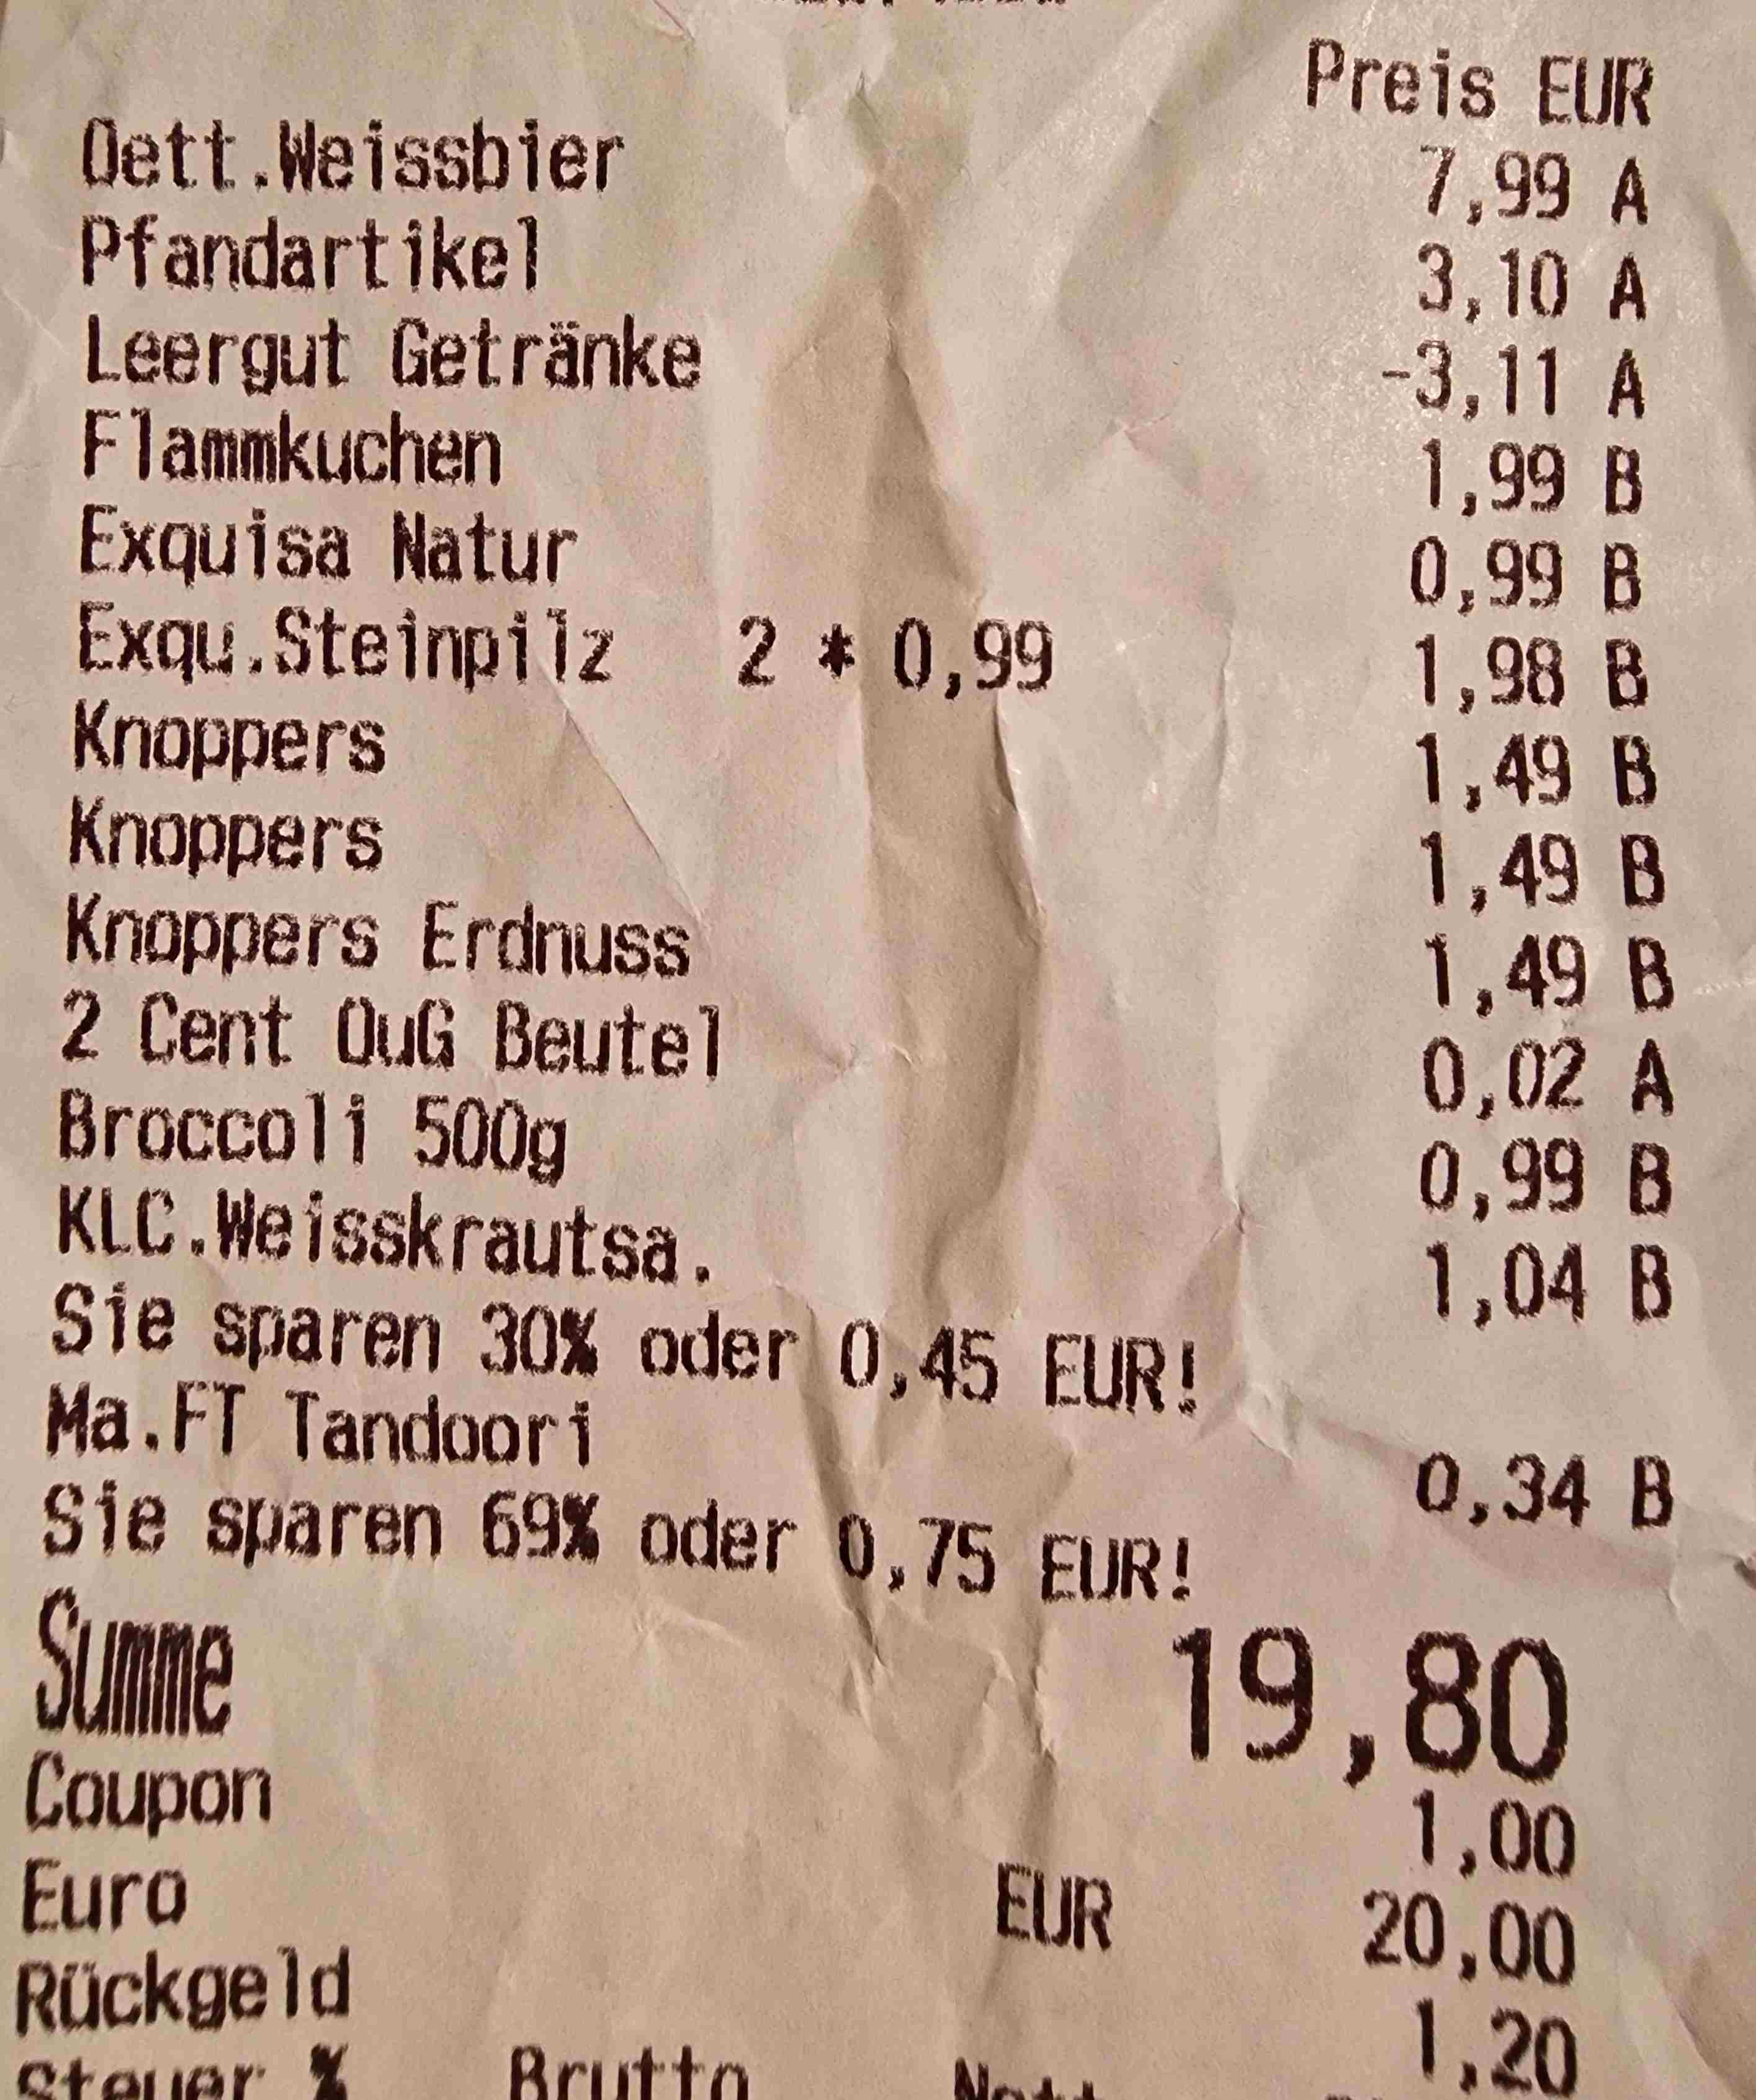 Preis EUR
Oett.Weissbier 7,99 A
Pfandartikel 3,10 A
Leergut Getränke -3,11 A
Flammkuchen 1,99 B
Exquisa Natur 0,99 B
Exqu.Steinpilz 2 * 0,99 1,98 B
Knoppers 1,49 B
Knoppers 1,49 B
Knoppers Erdnuss 1,49 B
2 Cent OuG Beutel 0,02 A
Broccoli 500g 0,99 B
KLC.Weisskrautsa. 1,04 B
Sie sparen 30% oder 0,45 EUR!
Ma.FT Tandoori 0,34 B
Sie sparen 69% oder 0,75 EUR!
Summe 19,80
Coupon 1,00
Euro EUR 20,00
Rückgeld 1,20
Steuer % Brutto